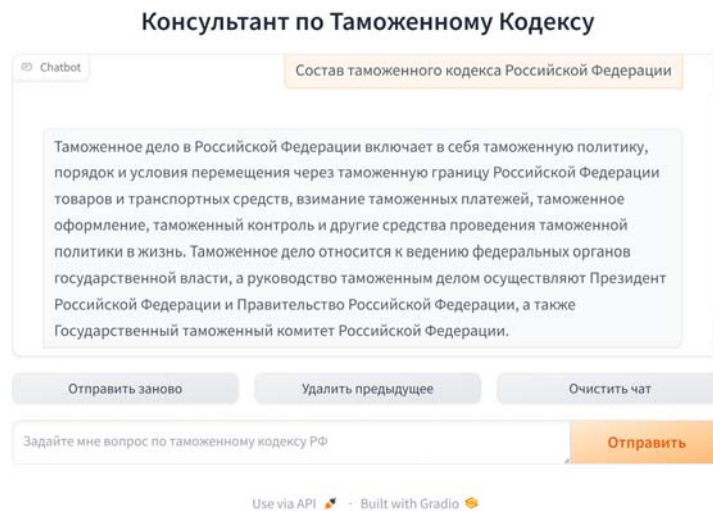 Консультант по Таможенному Кодексу
Chatbot
Состав таможенного кодекса Российской Федерации
Таможенное дело в Российской Федерации включает в себя таможенную политику,
порядок и условия перемещения через таможенную границу Российской Федерации
товаров и транспортных средств, взимание таможенных платежей, таможенное
оформление, таможенный контроль и другие средства проведения таможенной
политики в жизнь. Таможенное дело относится к ведению федеральных органов
государственной власти, а руководство таможенным делом осуществляют Президент
Российской Федерации и Правительство Российской Федерации, а также
Государственный таможенный комитет Российской Федерации.
Отправить заново
Удалить предыдущее
Очистить чат
Задайте мне вопрос по таможенному кодексу РФ
Отправить
Use via API · Built with Gradio